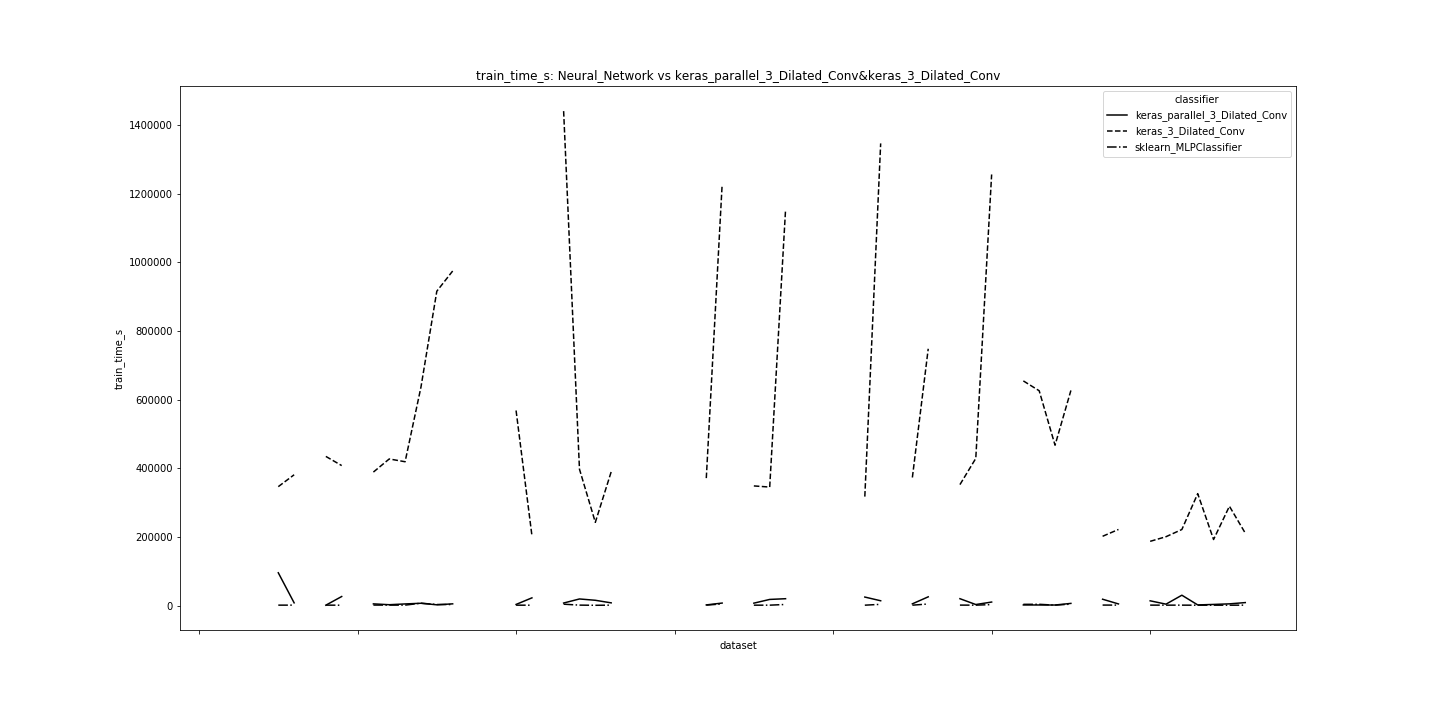 train_time_s: Neural_Network vs keras_parallel_3_Dilated_Conv&keras_3_Dilated_Conv
classifier
keras_parallel_3_Dilated_Conv
keras_3_Dilated_Conv
sklearn_MLPClassifier
1400000
1200000
1000000
800000
600000
400000
200000
0
train_time_s
dataset